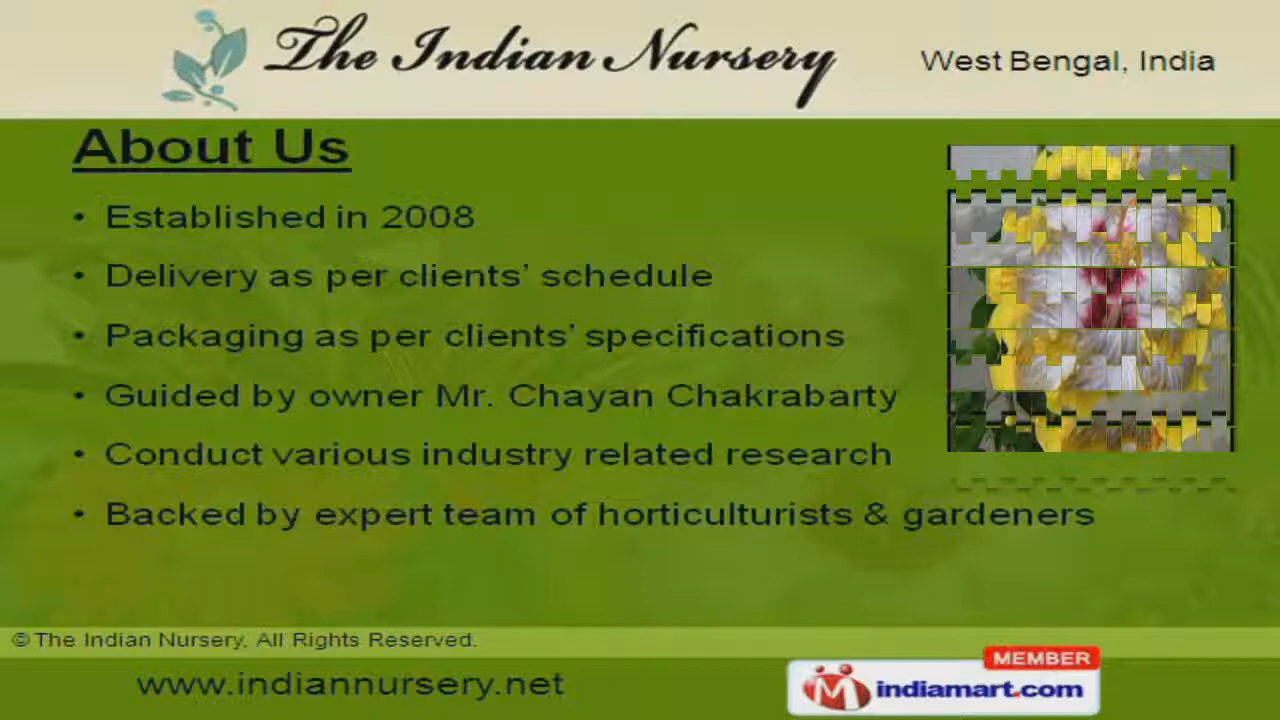 The Indian Nursery
West Bengal, India
About Us
• Established in 2008
• Delivery as per clients’ schedule
• Packaging as per clients’ specifications
• Guided by owner Mr. Chayan Chakrabarty
• Conduct various industry related research
• Backed by expert team of horticulturists & gardeners
© The Indian Nursery, All Rights Reserved.
www.indiannursery.net
MEMBER
indiamart.com